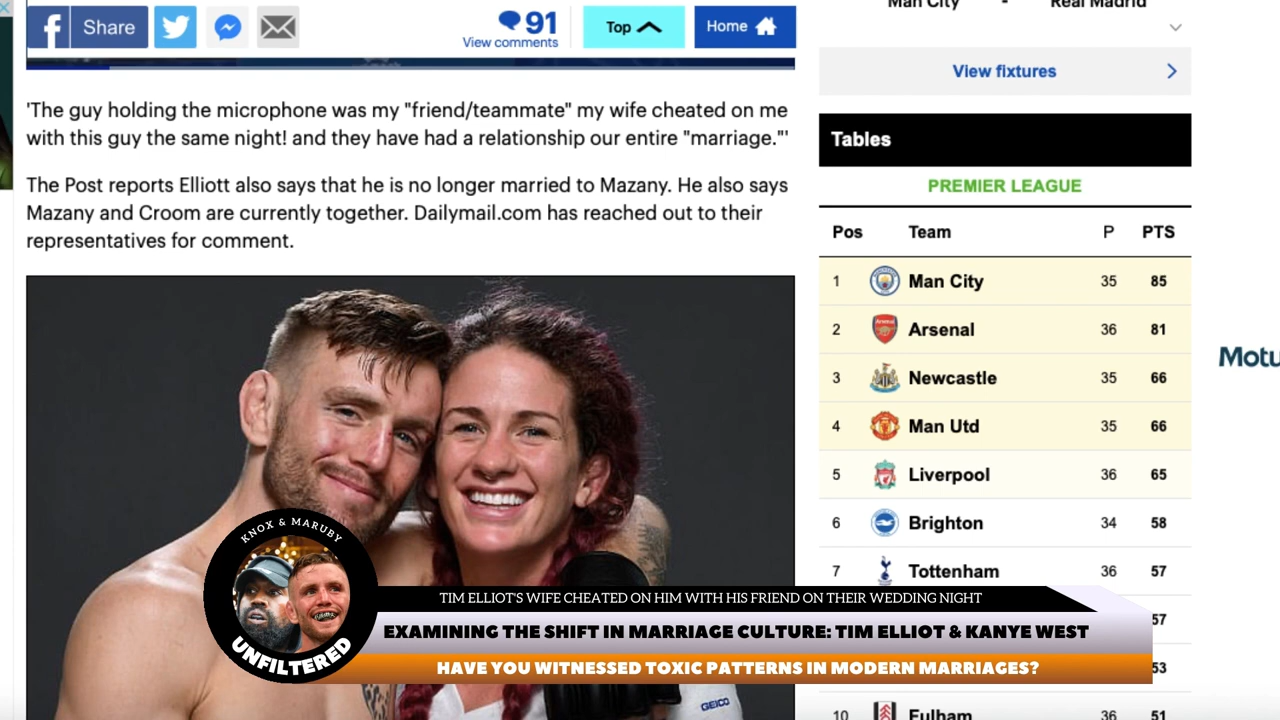 Share
91
View comments
Top
Home
'The guy holding the microphone was my "friend/teammate" my wife cheated on me
with this guy the same night! and they have had a relationship our entire "marriage."'
The Post reports Elliott also says that he is no longer married to Mazany. He also says
Mazany and Croom are currently together. Dailymail.com has reached out to their
representatives for comment.
GEICO
KNOX & MARUBY
UNFILTERED
TIM ELLIOT'S WIFE CHEATED ON HIM WITH HIS FRIEND ON THEIR WEDDING NIGHT
EXAMINING THE SHIFT IN MARRIAGE CULTURE: TIM ELLIOT & KANYE WEST
HAVE YOU WITNESSED TOXIC PATTERNS IN MODERN MARRIAGES?
Man City - Real Madrid
View fixtures
Tables
PREMIER LEAGUE
Pos Team P PTS
1 Man City 35 85
2 Arsenal 36 81
3 Newcastle 35 66
4 Man Utd 35 66
5 Liverpool 36 65
6 Brighton 34 58
7 Tottenham 36 57
57
53
10 Fulham 36 51
Motu